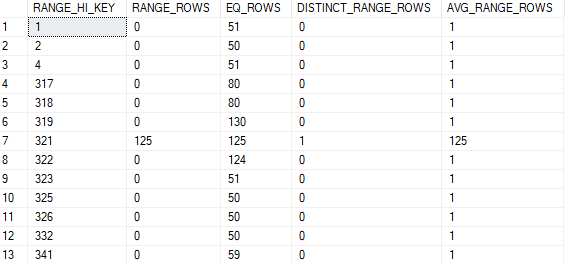 RANGE_HI_KEY RANGE_ROWS EQ_ROWS DISTINCT_RANGE_ROWS AVG_RANGE_ROWS
1 1 0 51 0 1
2 2 0 50 0 1
3 4 0 51 0 1
4 317 0 80 0 1
5 318 0 80 0 1
6 319 0 130 0 1
7 321 125 125 1 125
8 322 0 124 0 1
9 323 0 51 0 1
10 325 0 50 0 1
11 326 0 50 0 1
12 332 0 50 0 1
13 341 0 59 0 1